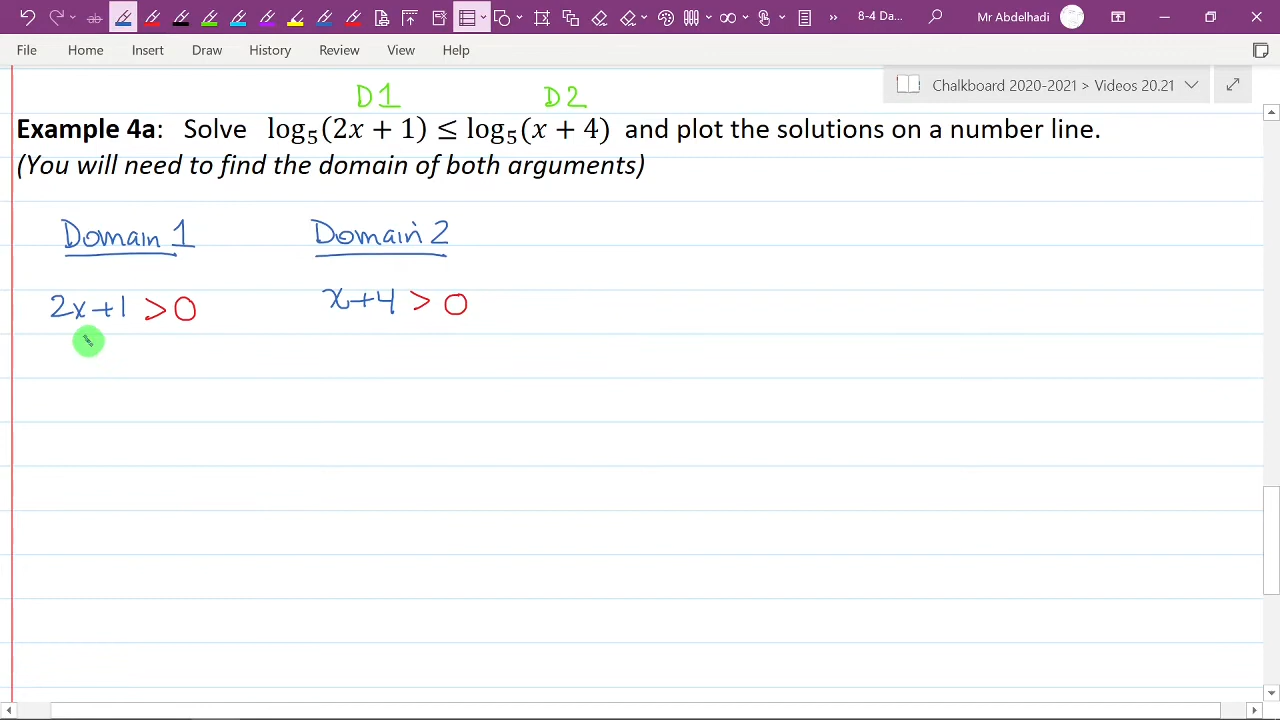 8-4 Da...
Mr Abdelhadi
File Home Insert Draw History Review View Help
Chalkboard 2020-2021 > Videos 20.21
D1 D2
Example 4a: Solve log₅(2x + 1) ≤ log₅(x + 4) and plot the solutions on a number line.
(You will need to find the domain of both arguments)
Domain 1 Domain 2
2x+1 > 0 x+4 > 0